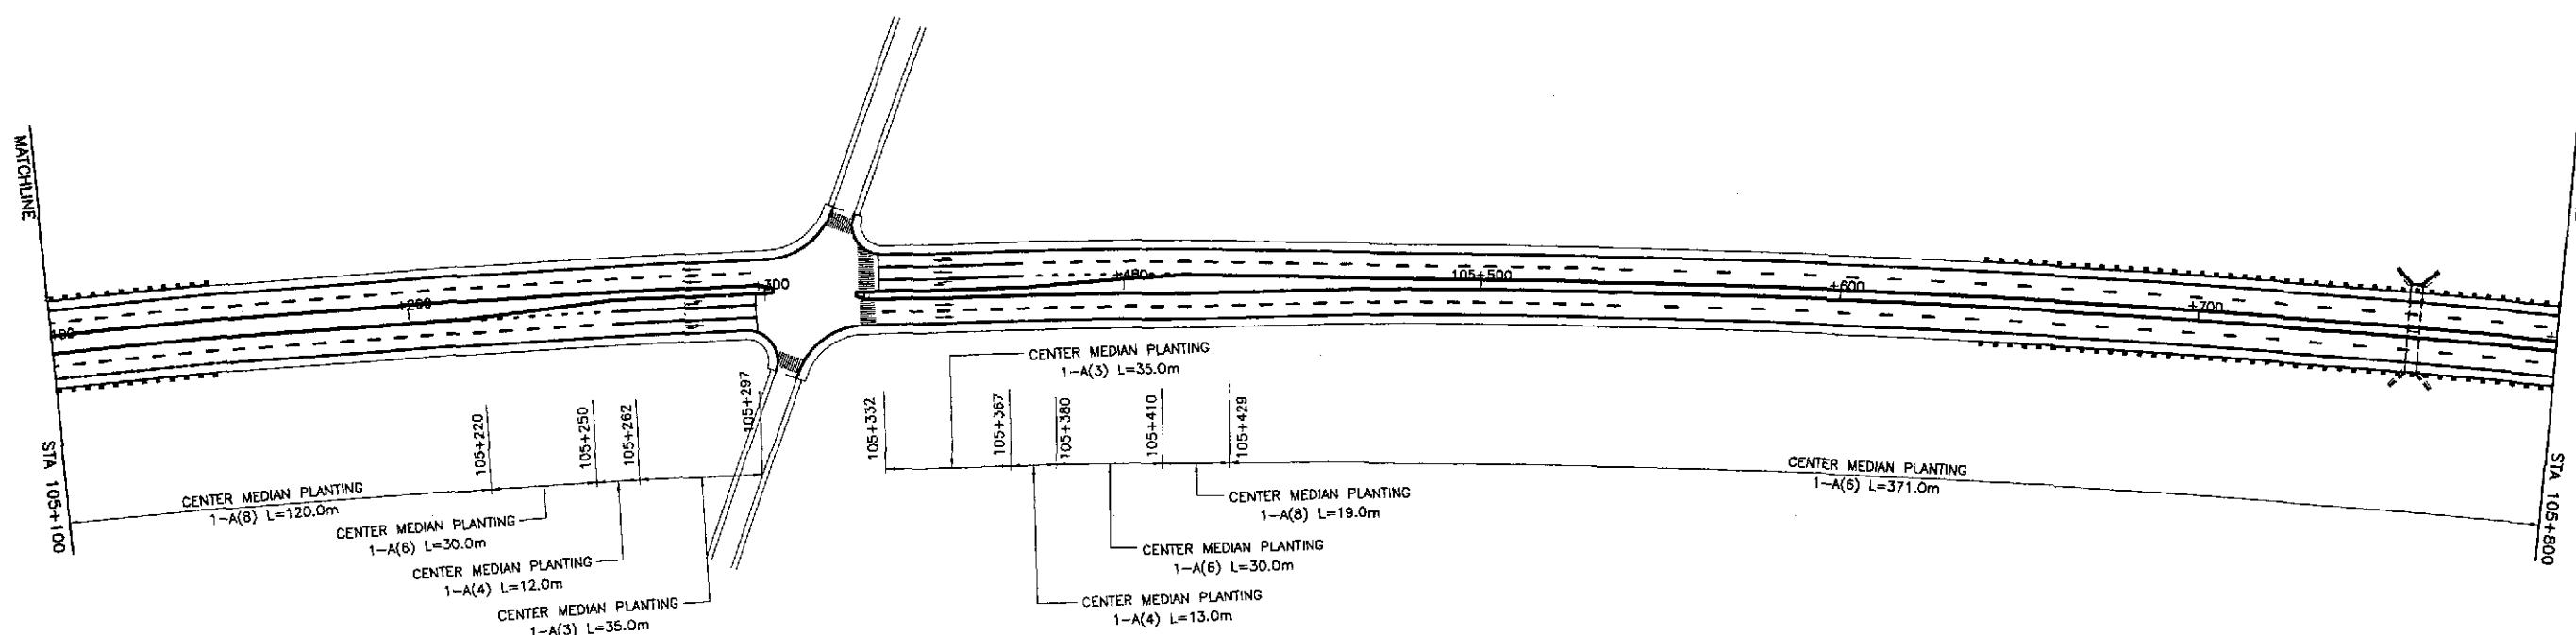 MATCHLINE
STA 105+100
+200
+300
+400
105+500
+600
+700
105+220
105+250
105+262
105+297
105+332
105+367
105+380
105+410
105+429
CENTER MEDIAN PLANTING
1-A(8) L=120.0m
CENTER MEDIAN PLANTING
1-A(6) L=30.0m
CENTER MEDIAN PLANTING
1-A(4) L=12.0m
CENTER MEDIAN PLANTING
1-A(3) L=35.0m
CENTER MEDIAN PLANTING
1-A(3) L=35.0m
CENTER MEDIAN PLANTING
1-A(8) L=19.0m
CENTER MEDIAN PLANTING
1-A(6) L=30.0m
CENTER MEDIAN PLANTING
1-A(4) L=13.0m
CENTER MEDIAN PLANTING
1-A(6) L=371.0m
STA 105+800